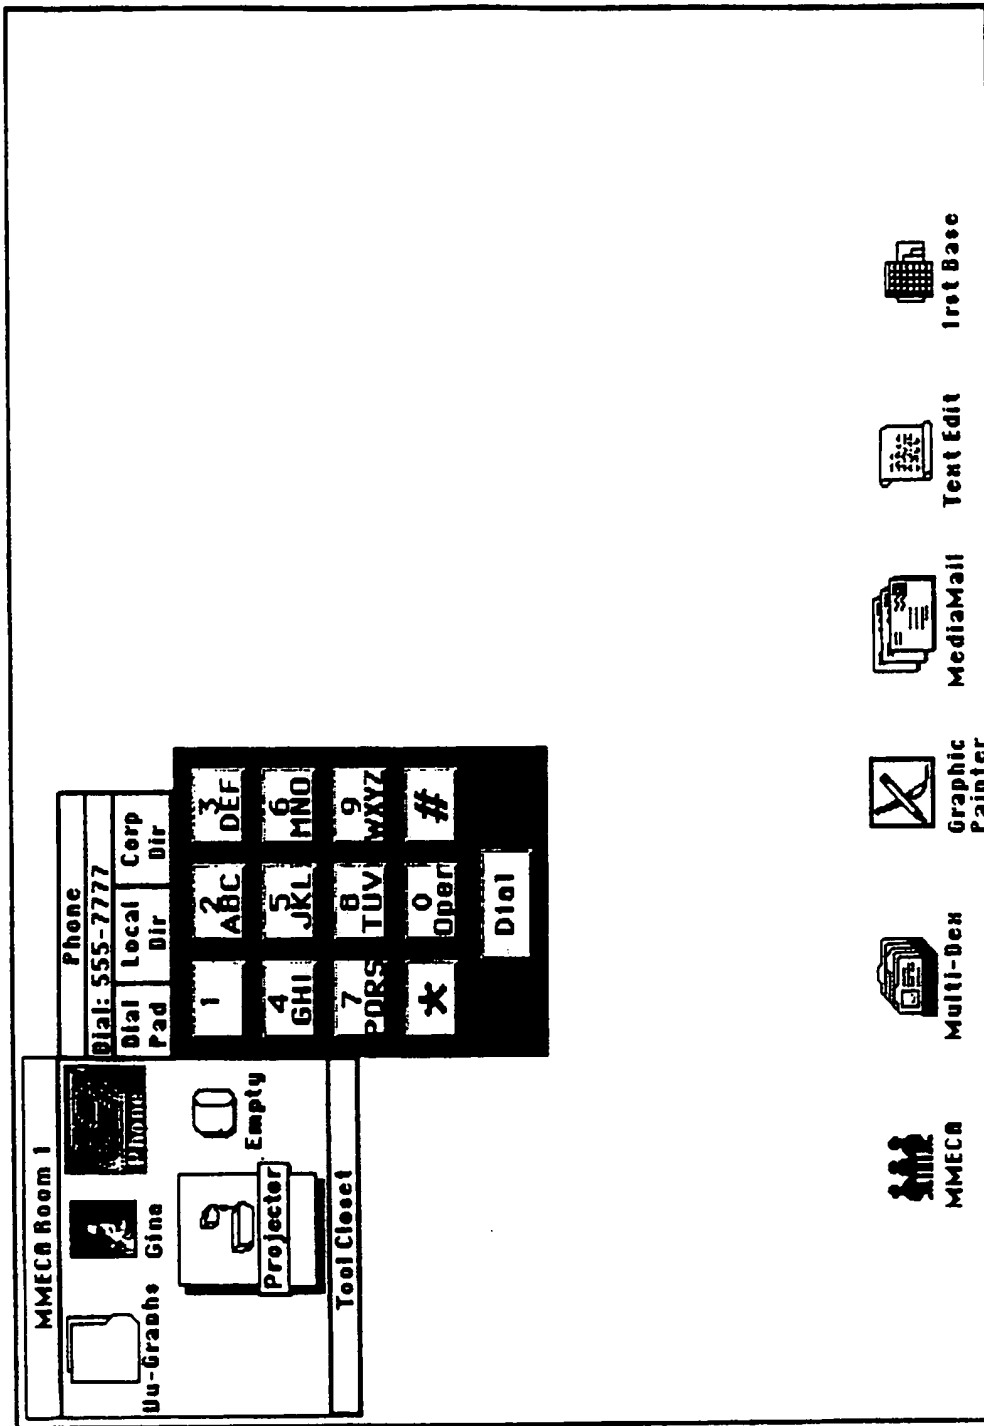 MMECA Room 1
Vu-Graphs
Gina
Phone
Projector
Empty
Tool Closet
Phone
Dial: 555-7777
Dial Pad
Local Dir
Corp Dir
1
2
ABC
3
DEF
4
GHI
5
JKL
6
MNO
7
PQRS
8
TUV
9
WXYZ
*
0
Oper
#
Dial
MMECA
Multi-Dex
Graphic
Painter
MediaMail
Text Edit
Base